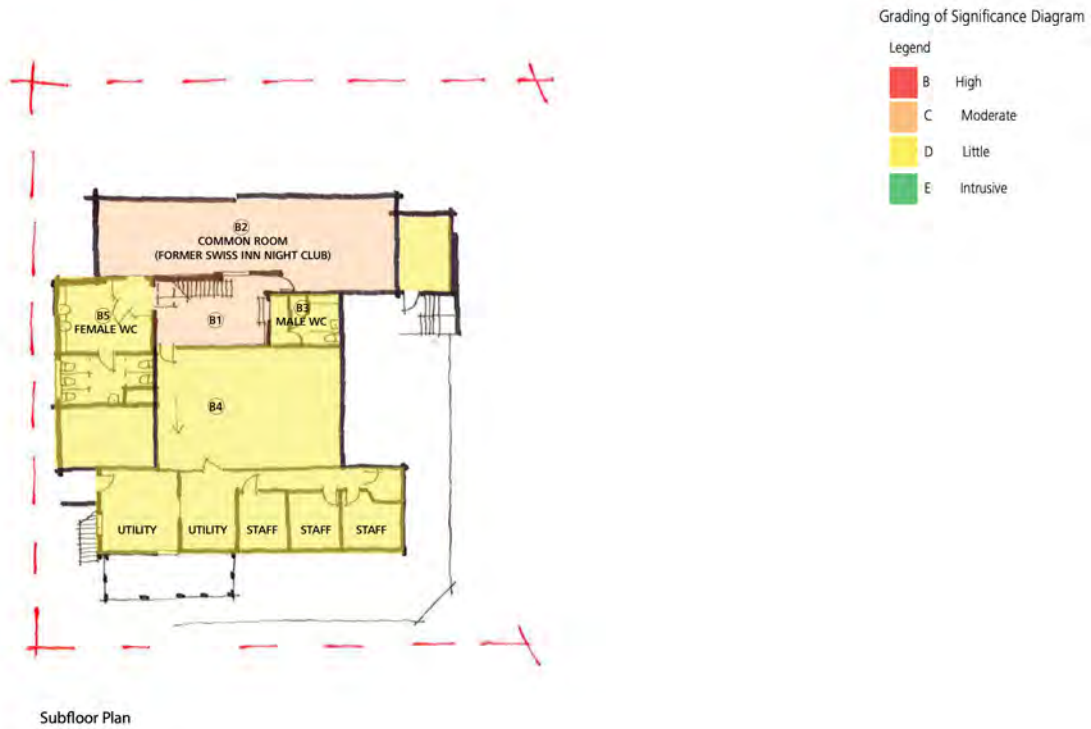 Grading of Significance Diagram
Legend
B High
C Moderate
D Little
E Intrusive
B2
COMMON ROOM
(FORMER SWISS INN NIGHT CLUB)
B5
FEMALE WC
B1
B3
MALE WC
B4
UTILITY
UTILITY
STAFF
STAFF
STAFF
Subfloor Plan